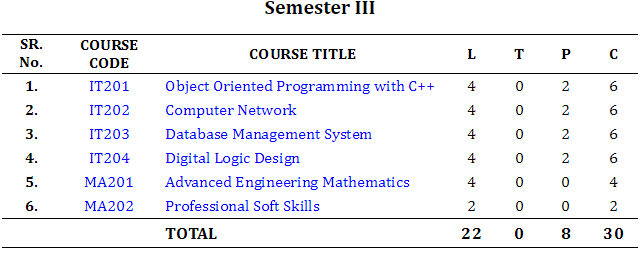 Semester III
SR. No. COURSE CODE COURSE TITLE L T P C
1. IT201 Object Oriented Programming with C++ 4 0 2 6
2. IT202 Computer Network 4 0 2 6
3. IT203 Database Management System 4 0 2 6
4. IT204 Digital Logic Design 4 0 2 6
5. MA201 Advanced Engineering Mathematics 4 0 0 4
6. MA202 Professional Soft Skills 2 0 0 2
TOTAL 22 0 8 30